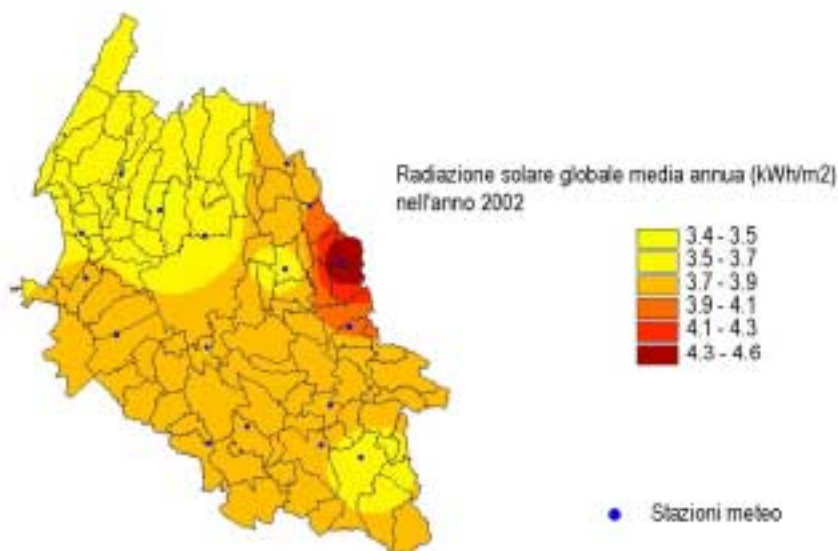 Radiazione solare globale media annua (kWh/m2)
nell'anno 2002
3.4 - 3.5
3.5 - 3.7
3.7 - 3.9
3.9 - 4.1
4.1 - 4.3
4.3 - 4.6
Stazioni meteo